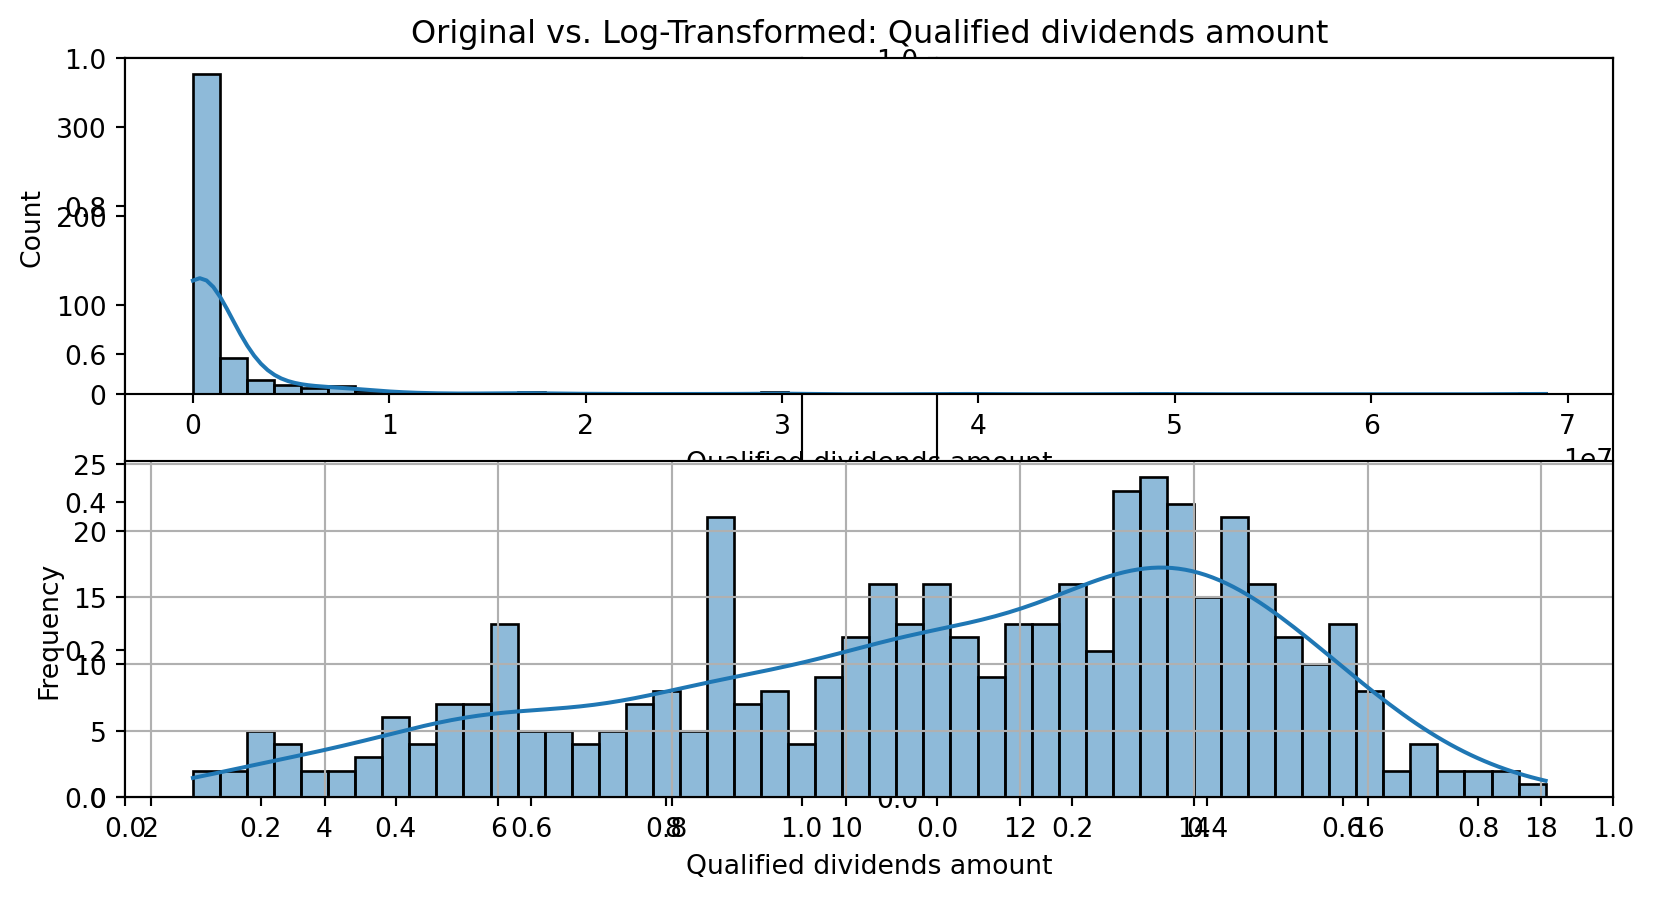 Original vs. Log-Transformed: Qualified dividends amount
1.0
1.0
300
0.8
200
Count
100
0.6
0
0 1 2 3 4 5 6 7
Qualified dividends amount
1e7
25
0.4
20
15
Frequency
0.2
10
5
0.0
0.0
0.0 2 0.2 4 0.4 6 0.6 0.8 8 1.0 10 0.0 12 0.2 14 0.4 0.6 16 0.8 18 1.0
Qualified dividends amount